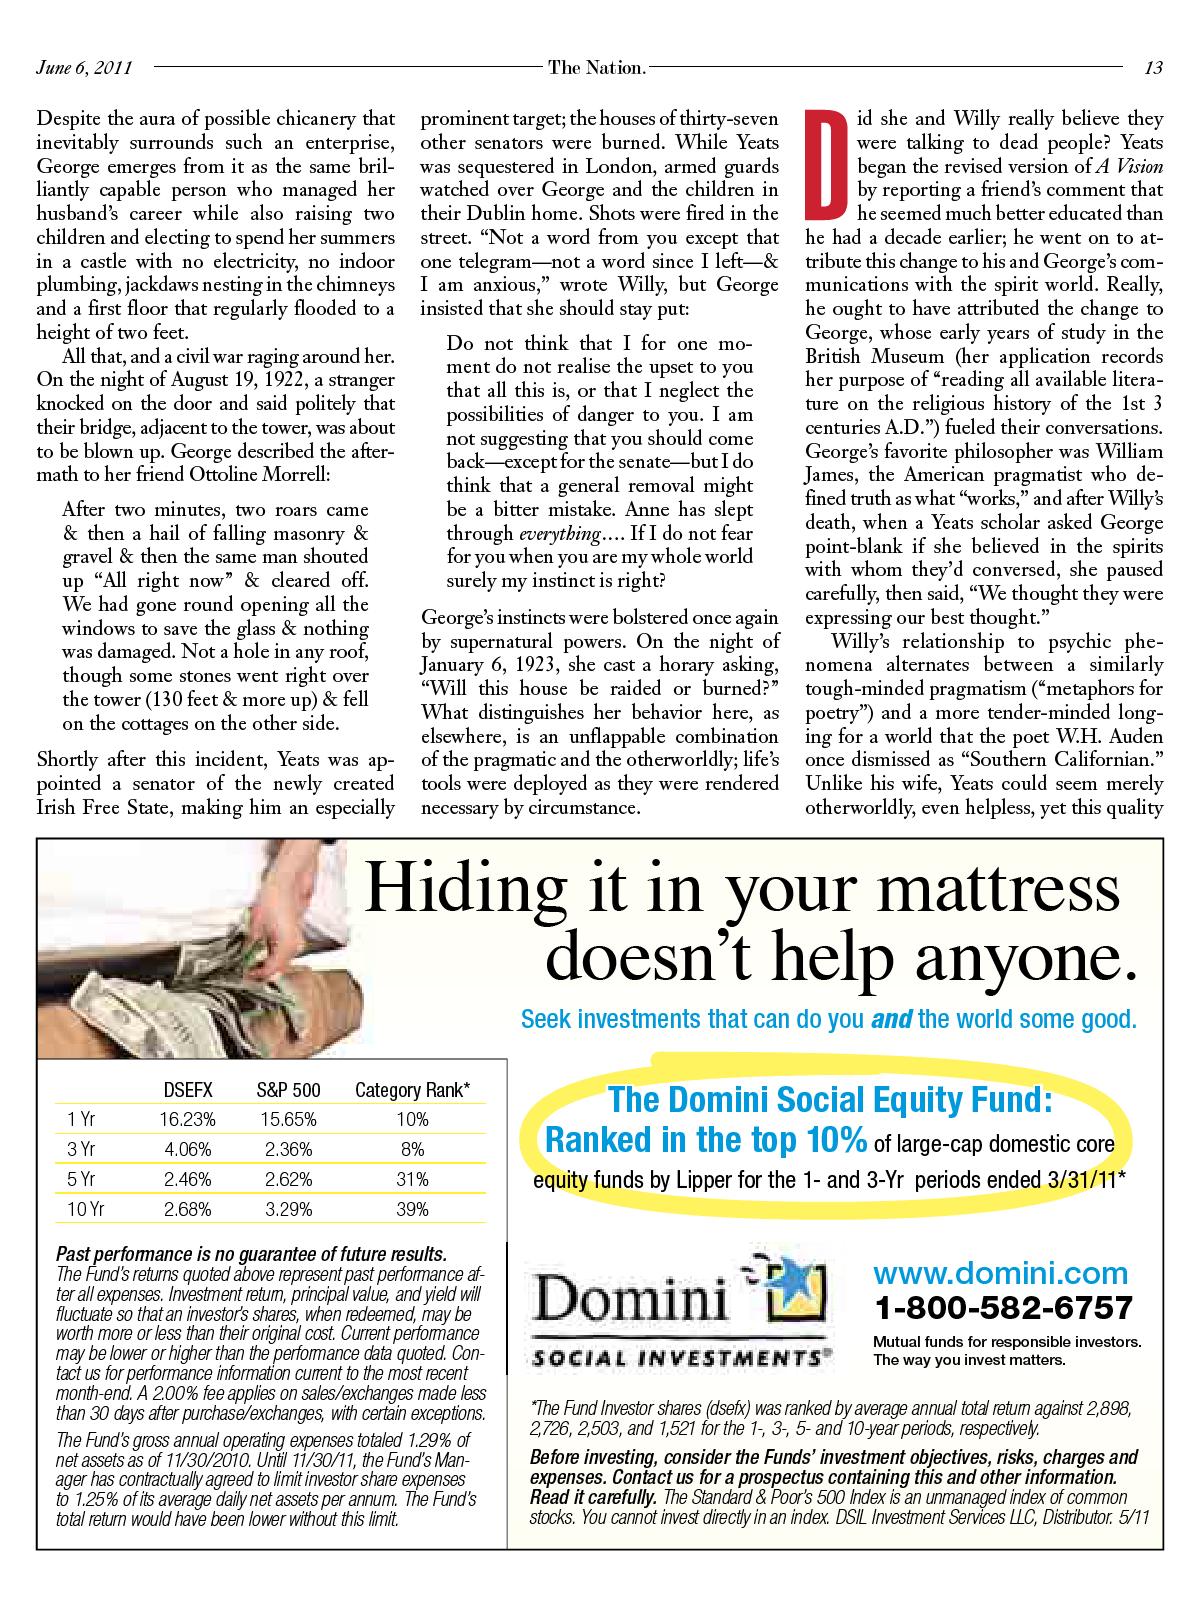 June 6, 2011 The Nation. 13
Despite the aura of possible chicanery that
inevitably surrounds such an enterprise,
George emerges from it as the same bril-
liantly capable person who managed her
husband's career while also raising two
children and electing to spend her summers
in a castle with no electricity, no indoor
plumbing, jackdaws nesting in the chimneys
and a first floor that regularly flooded to a
height of two feet.
All that, and a civil war raging around her.
On the night of August 19, 1922, a stranger
knocked on the door and said politely that
their bridge, adjacent to the tower, was about
to be blown up. George described the after-
math to her friend Ottoline Morrell:
After two minutes, two roars came
& then a hail of falling masonry &
gravel & then the same man shouted
up “All right now” & cleared off.
We had gone round opening all the
windows to save the glass & nothing
was damaged. Not a hole in any roof,
though some stones went right over
the tower (130 feet & more up) & fell
on the cottages on the other side.
Shortly after this incident, Yeats was ap-
pointed a senator of the newly created
Irish Free State, making him an especially
prominent target; the houses of thirty-seven
other senators were burned. While Yeats
was sequestered in London, armed guards
watched over George and the children in
their Dublin home. Shots were fired in the
street. “Not a word from you except that
one telegram—not a word since I left—&
I am anxious,” wrote Willy, but George
insisted that she should stay put:
Do not think that I for one mo-
ment do not realise the upset to you
that all this is, or that I neglect the
possibilities of danger to you. I am
not suggesting that you should come
back—except for the senate—but I do
think that a general removal might
be a bitter mistake. Anne has slept
through everything…. If I do not fear
for you when you are my whole world
surely my instinct is right?
George's instincts were bolstered once again
by supernatural powers. On the night of
January 6, 1923, she cast a horary asking,
“Will this house be raided or burned?”
What distinguishes her behavior here, as
elsewhere, is an unflappable combination
of the pragmatic and the otherworldly; life's
tools were deployed as they were rendered
necessary by circumstance.
Did she and Willy really believe they
were talking to dead people? Yeats
began the revised version of A Vision
by reporting a friend's comment that
he seemed much better educated than
he had a decade earlier; he went on to at-
tribute this change to his and George's com-
munications with the spirit world. Really,
he ought to have attributed the change to
George, whose early years of study in the
British Museum (her application records
her purpose of “reading all available litera-
ture on the religious history of the 1st 3
centuries A.D.”) fueled their conversations.
George's favorite philosopher was William
James, the American pragmatist who de-
fined truth as what “works,” and after Willy's
death, when a Yeats scholar asked George
point-blank if she believed in the spirits
with whom they'd conversed, she paused
carefully, then said, “We thought they were
expressing our best thought.”
Willy's relationship to psychic phe-
nomena alternates between a similarly
tough-minded pragmatism (“metaphors for
poetry”) and a more tender-minded long-
ing for a world that the poet W.H. Auden
once dismissed as “Southern Californian.”
Unlike his wife, Yeats could seem merely
otherworldly, even helpless, yet this quality
Hiding it in your mattress
doesn't help anyone.
Seek investments that can do you and the world some good.
DSEFX S&P 500 Category Rank*
1 Yr 16.23% 15.65% 10%
3 Yr 4.06% 2.36% 8%
5 Yr 2.46% 2.62% 31%
10 Yr 2.68% 3.29% 39%
Past performance is no guarantee of future results.
The Fund's returns quoted above represent past performance af-
ter all expenses. Investment return, principal value, and yield will
fluctuate so that an investor's shares, when redeemed, may be
worth more or less than their original cost. Current performance
may be lower or higher than the performance data quoted. Con-
tact us for performance information current to the most recent
month-end. A 2.00% fee applies on sales/exchanges made less
than 30 days after purchase/exchanges, with certain exceptions.
The Fund's gross annual operating expenses totaled 1.29% of
net assets as of 11/30/2010. Until 11/30/11, the Fund's Man-
ager has contractually agreed to limit investor share expenses
to 1.25% of its average daily net assets per annum. The Fund's
total return would have been lower without this limit.
The Domini Social Equity Fund:
Ranked in the top 10% of large-cap domestic core
equity funds by Lipper for the 1- and 3-Yr periods ended 3/31/11*
Domini
SOCIAL INVESTMENTS®
www.domini.com
1-800-582-6757
Mutual funds for responsible investors.
The way you invest matters.
*The Fund Investor shares (dsefx) was ranked by average annual total return against 2,898,
2,726, 2,503, and 1,521 for the 1-, 3-, 5- and 10-year periods, respectively.
Before investing, consider the Funds' investment objectives, risks, charges and
expenses. Contact us for a prospectus containing this and other information.
Read it carefully. The Standard & Poor's 500 Index is an unmanaged index of common
stocks. You cannot invest directly in an index. DSIL Investment Services LLC, Distributor. 5/11